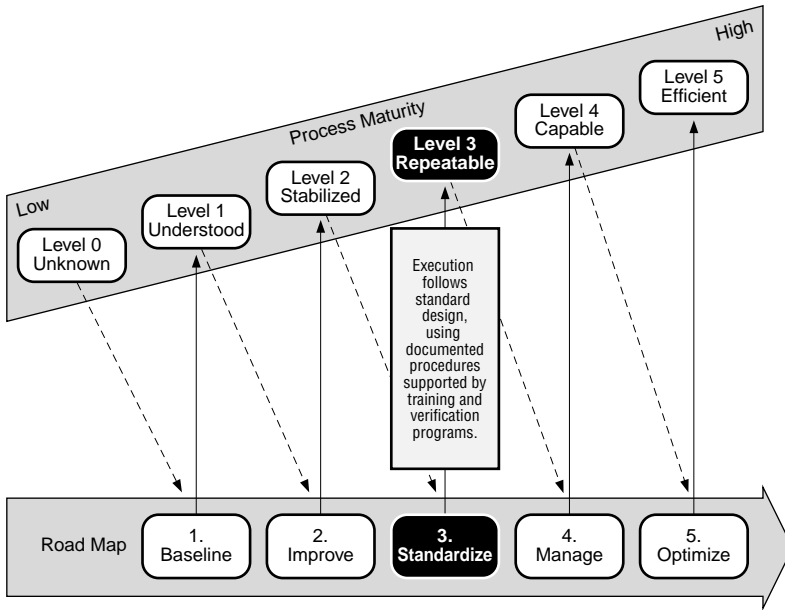 High
Level 5
Efficient
Level 4
Capable
Process Maturity
Level 3
Repeatable
Level 2
Stabilized
Low
Level 1
Understood
Level 0
Unknown
Execution
follows
standard
design,
using
documented
procedures
supported by
training and
verification
programs.
Road Map
1.
Baseline
2.
Improve
3.
Standardize
4.
Manage
5.
Optimize